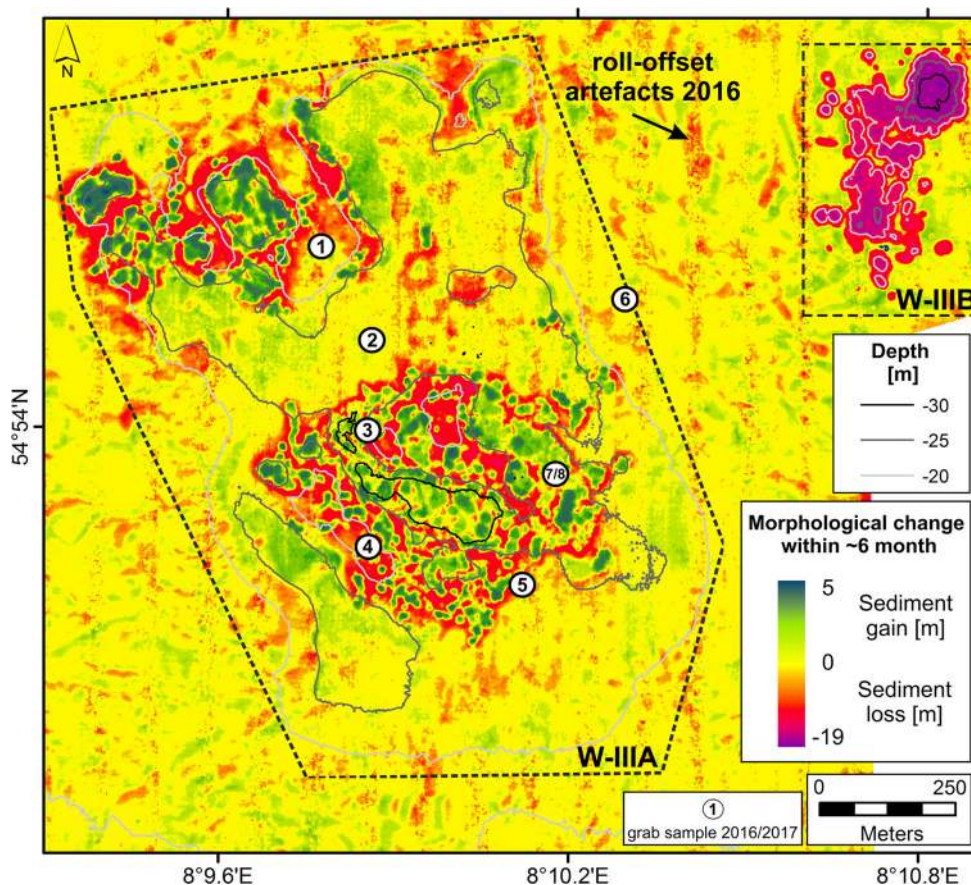 N
roll-offset
artefacts 2016
W-IIIB
1
6
2
3
7/8
4
5
W-IIIA
54°54'N
Depth
[m]
-30
-25
-20
Morphological change
within ~6 month
5
Sediment
gain [m]
0
Sediment
loss [m]
-19
1
grab sample 2016/2017
0 250
Meters
8°9.6'E 8°10.2'E 8°10.8'E